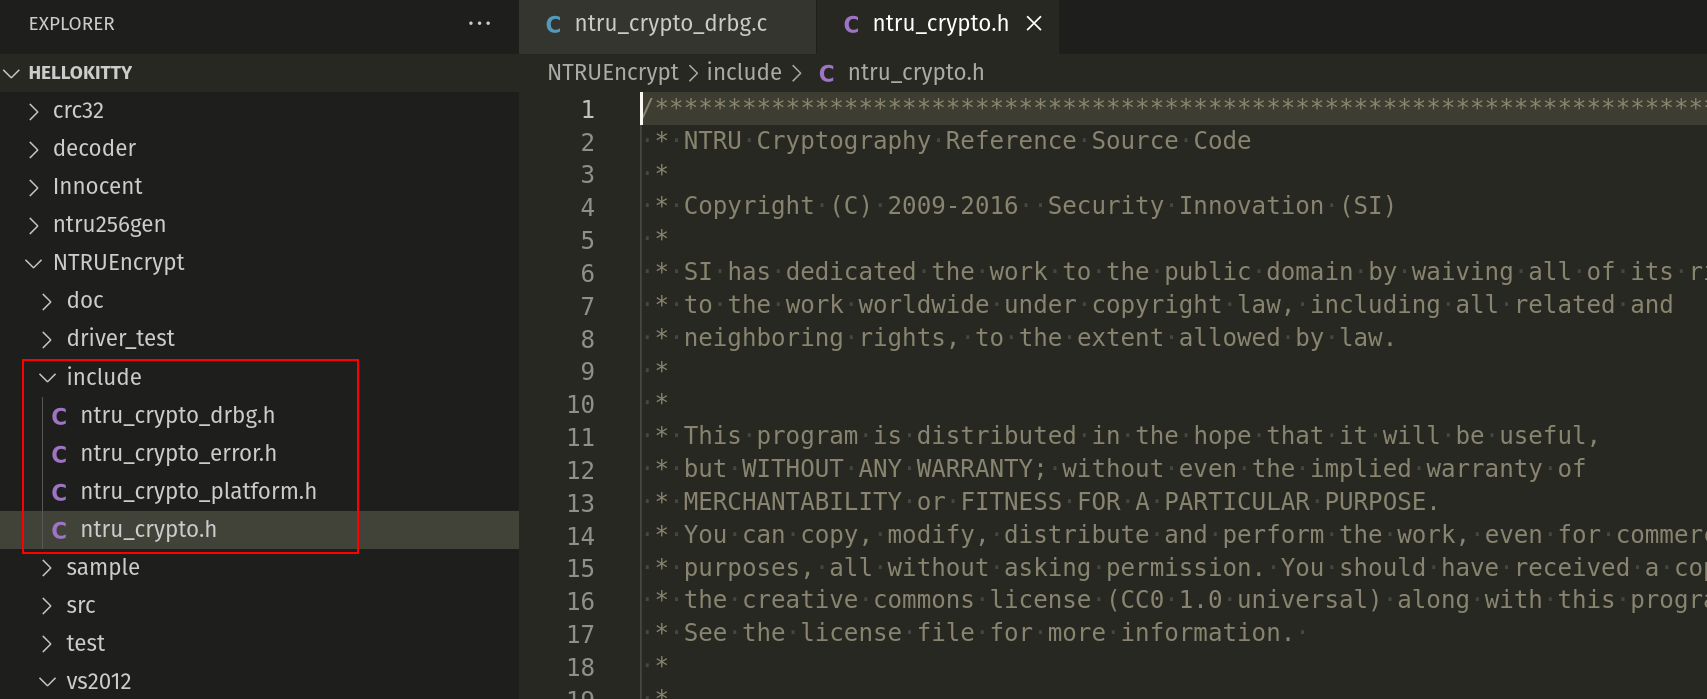 EXPLORER
HELLOKITTY
crc32
decoder
Innocent
ntru256gen
NTRUEncrypt
doc
driver_test
include
ntru_crypto_drbg.h
ntru_crypto_error.h
ntru_crypto_platform.h
ntru_crypto.h
sample
src
test
vs2012
ntru_crypto_drbg.c
ntru_crypto.h
NTRUEncrypt > include > C ntru_crypto.h
1 /******************************************************************************
2 * NTRU Cryptography Reference Source Code
3 *
4 * Copyright (C) 2009-2016  Security Innovation (SI)
5 *
6 * SI has dedicated the work to the public domain by waiving all of its ri
7 * to the work worldwide under copyright law, including all related and
8 * neighboring rights, to the extent allowed by law.
9 *
10 *
11 * This program is distributed in the hope that it will be useful,
12 * but WITHOUT ANY WARRANTY; without even the implied warranty of
13 * MERCHANTABILITY or FITNESS FOR A PARTICULAR PURPOSE.
14 * You can copy, modify, distribute and perform the work, even for commerc
15 * purposes, all without asking permission. You should have received a cop
16 * the creative commons license (CC0 1.0 universal) along with this progra
17 * See the license file for more information.
18 *
19 *